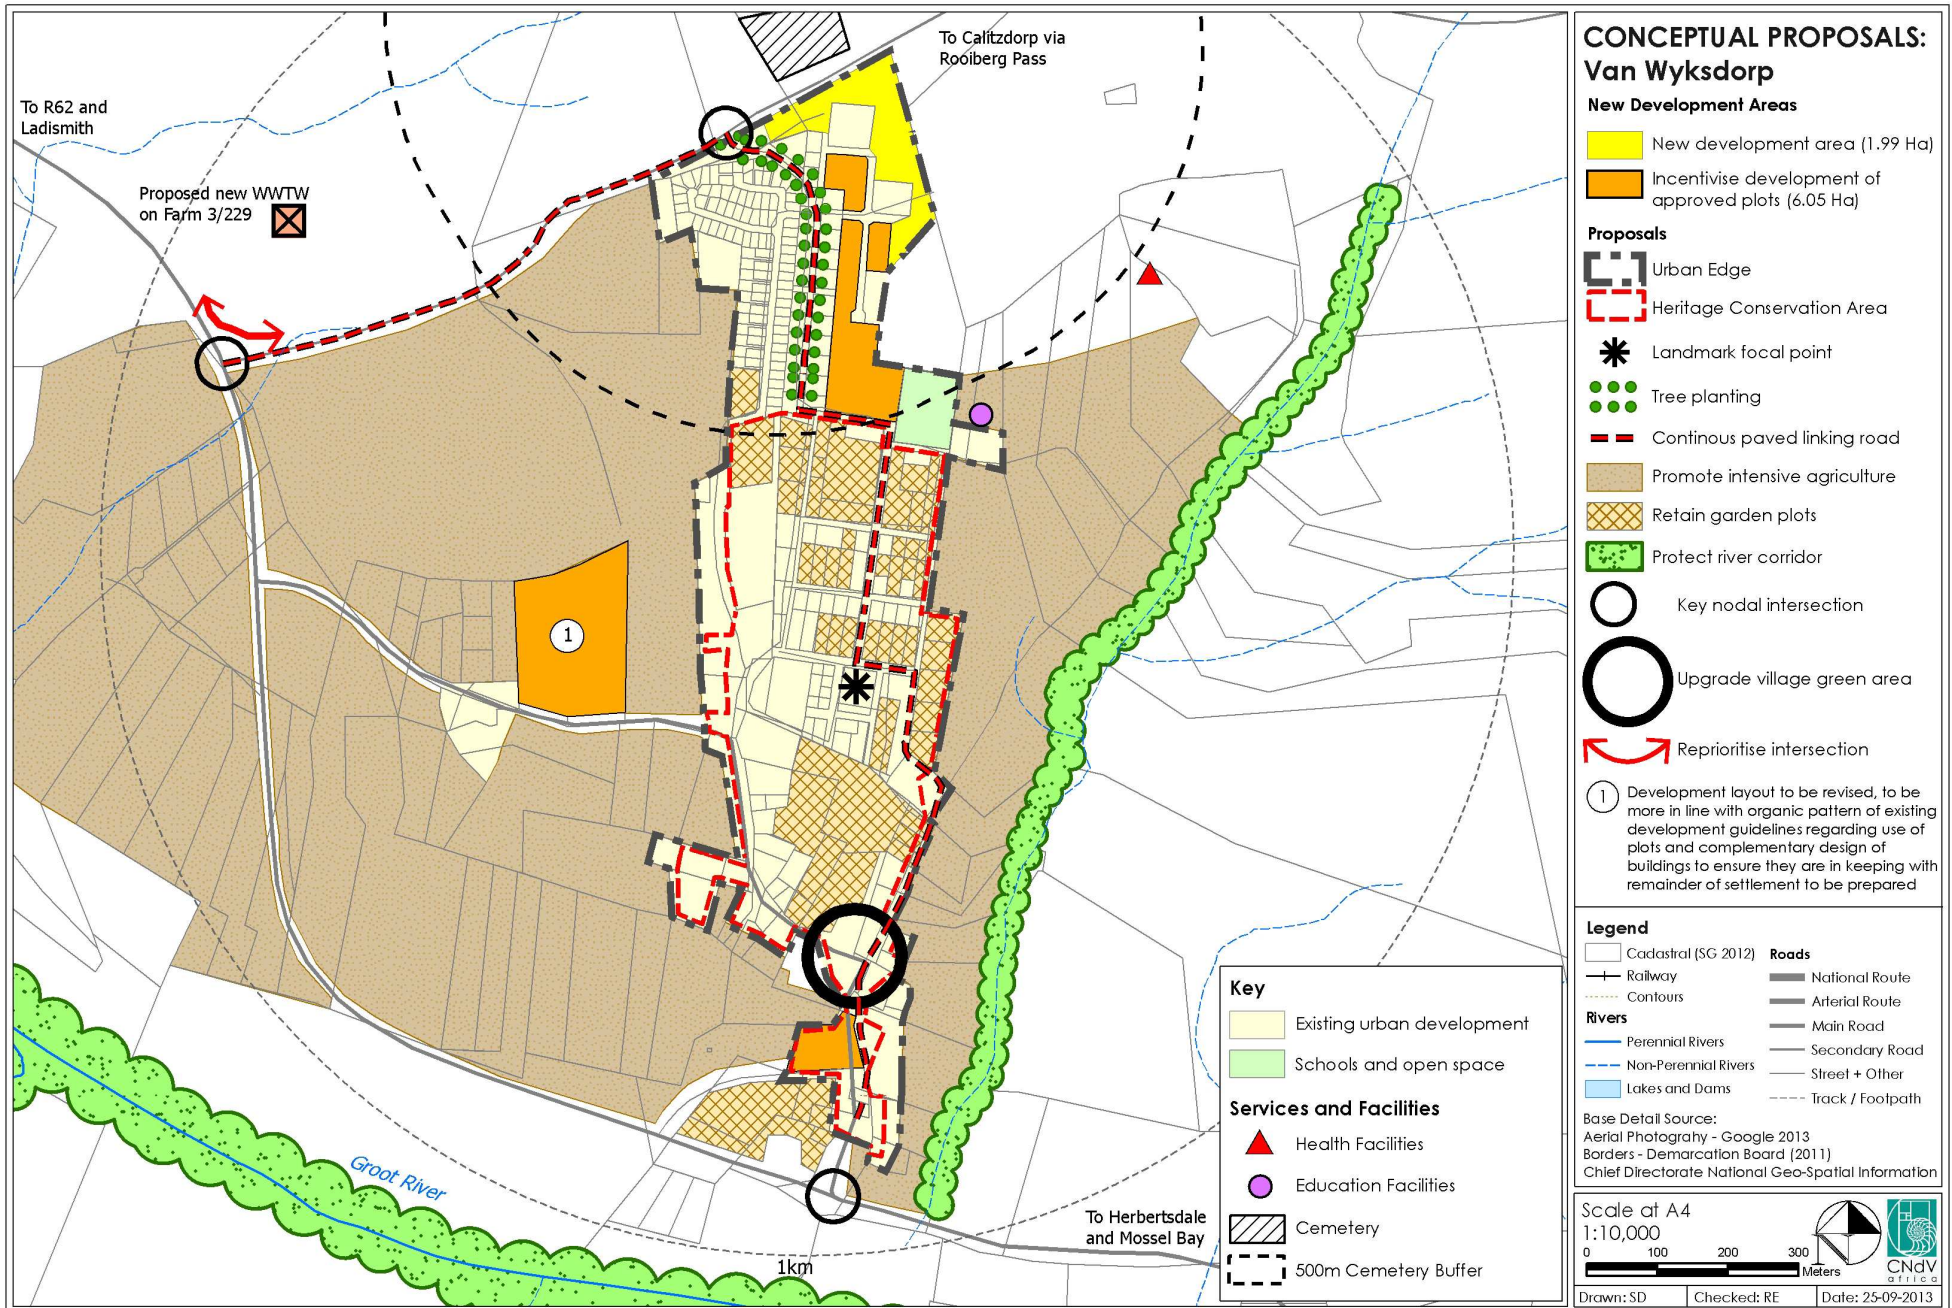 To Calitzdorp via
Rooiberg Pass
To R62 and
Ladismith
Proposed new WWTW
on Farm 3/229
1
Groot River
1km
To Herbertsdale
and Mossel Bay
Key
Existing urban development
Schools and open space
Services and Facilities
Health Facilities
Education Facilities
Cemetery
500m Cemetery Buffer
CONCEPTUAL PROPOSALS:
Van Wyksdorp
New Development Areas
New development area (1.99 Ha)
Incentivise development of
approved plots (6.05 Ha)
Proposals
Urban Edge
Heritage Conservation Area
Landmark focal point
Tree planting
Continous paved linking road
Promote intensive agriculture
Retain garden plots
Protect river corridor
Key nodal intersection
Upgrade village green area
Reprioritise intersection
1 Development layout to be revised, to be
more in line with organic pattern of existing
development guidelines regarding use of
plots and complementary design of
buildings to ensure they are in keeping with
remainder of settlement to be prepared
Legend
Cadastral (SG 2012)
Railway
Contours
Rivers
Perennial Rivers
Non-Perennial Rivers
Lakes and Dams
Roads
National Route
Arterial Route
Main Road
Secondary Road
Street + Other
Track / Footpath
Base Detail Source:
Aerial Photograhy - Google 2013
Borders - Demarcation Board (2011)
Chief Directorate National Geo-Spatial Information
Scale at A4
1:10,000
0 100 200 300
Meters
CNdV
africa
Drawn: SD Checked: RE Date: 25-09-2013